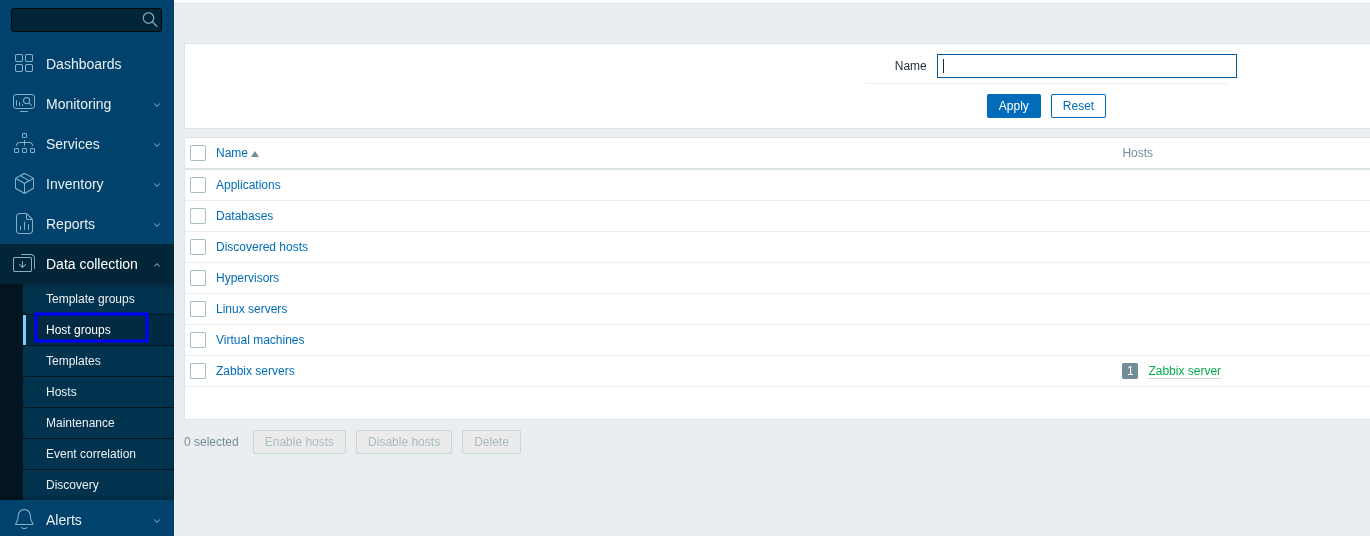 Dashboards
Monitoring
Services
Inventory
Reports
Data collection
Template groups
Host groups
Templates
Hosts
Maintenance
Event correlation
Discovery
Alerts
Name
Apply Reset
Name Hosts
Applications
Databases
Discovered hosts
Hypervisors
Linux servers
Virtual machines
Zabbix servers 1 Zabbix server
0 selected Enable hosts Disable hosts Delete